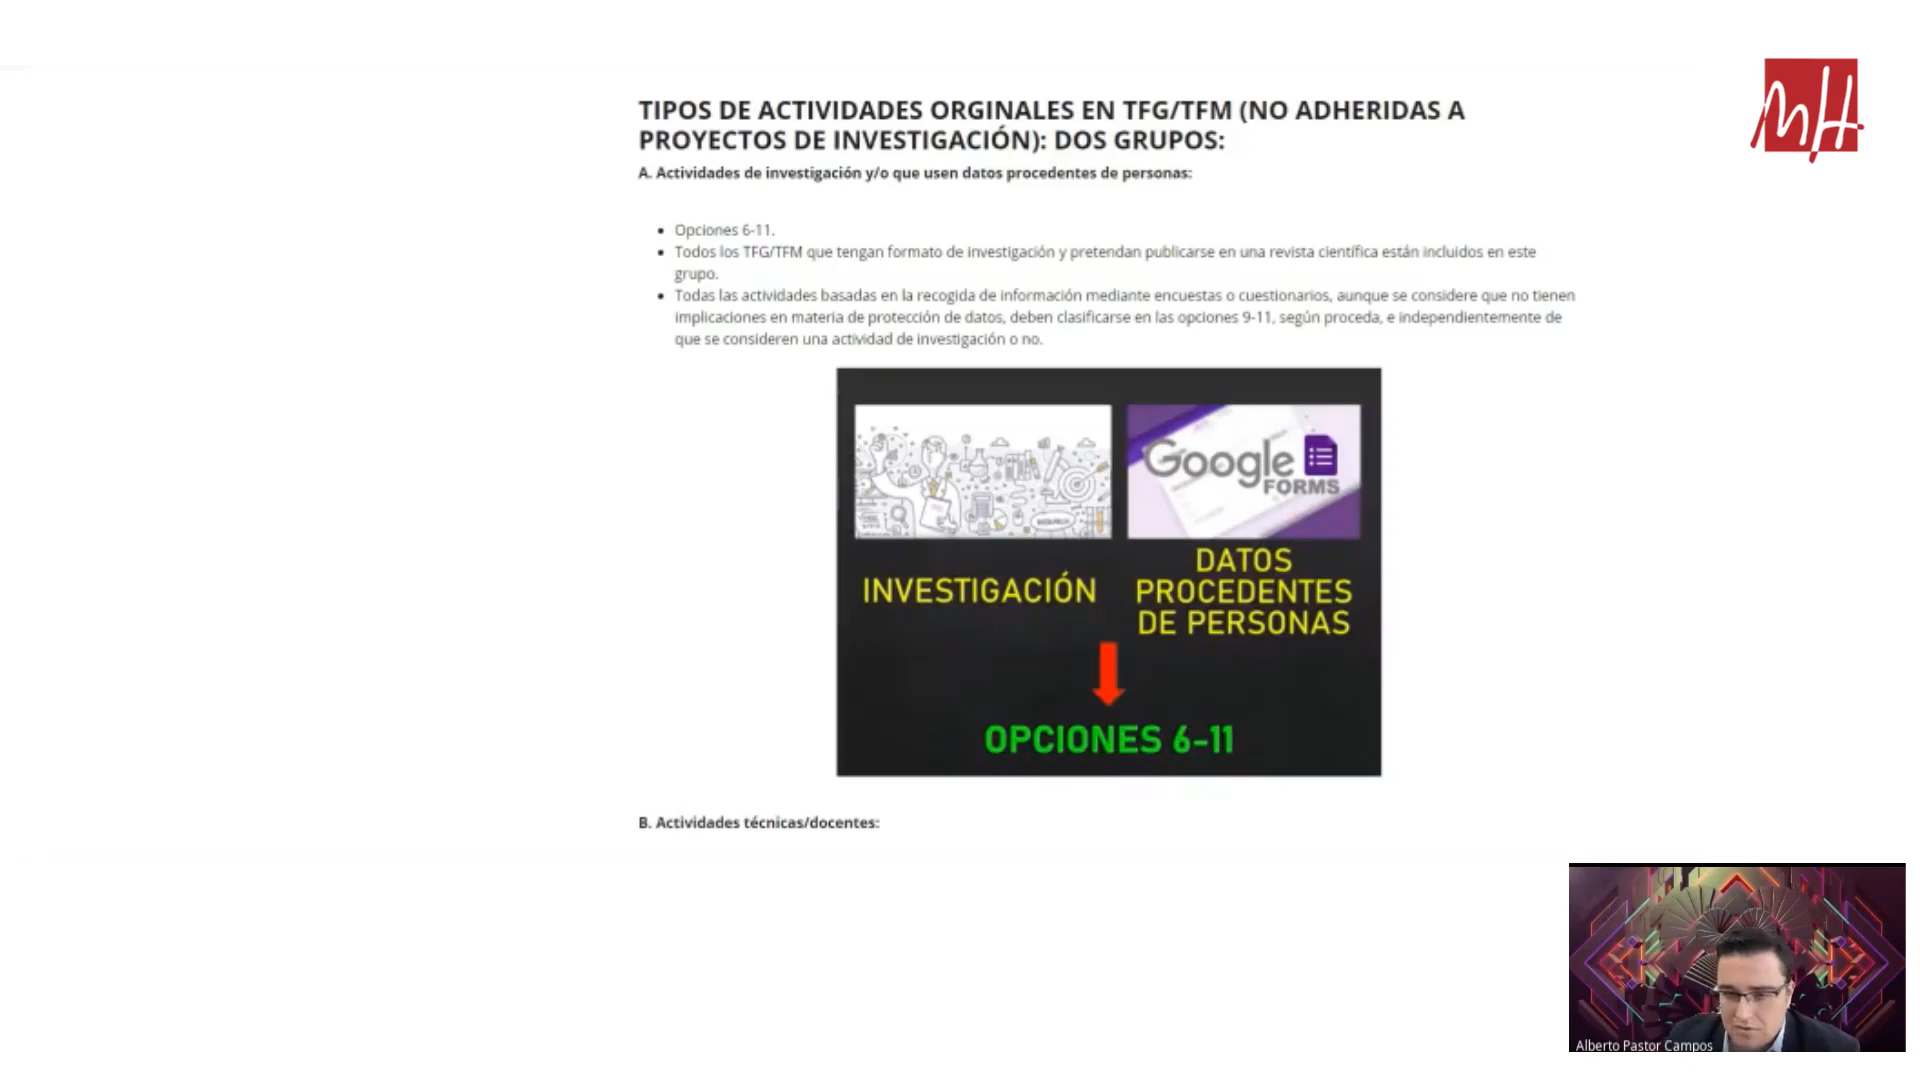 TIPOS DE ACTIVIDADES ORGINALES EN TFG/TFM (NO ADHERIDAS A
PROYECTOS DE INVESTIGACIÓN): DOS GRUPOS:
A. Actividades de investigación y/o que usen datos procedentes de personas:
Opciones 6-11.
Todos los TFG/TFM que tengan formato de investigación y pretendan publicarse en una revista científica están incluidos en este
grupo.
Todas las actividades basadas en la recogida de información mediante encuestas o cuestionarios, aunque se considere que no tienen
implicaciones en materia de protección de datos, deben clasificarse en las opciones 9-11, según proceda, e independientemente de
que se consideren una actividad de investigación o no.
Google
FORMS
INVESTIGACIÓN
DATOS
PROCEDENTES
DE PERSONAS
OPCIONES 6-11
B. Actividades técnicas/docentes:
MH
Alberto Pastor Campos